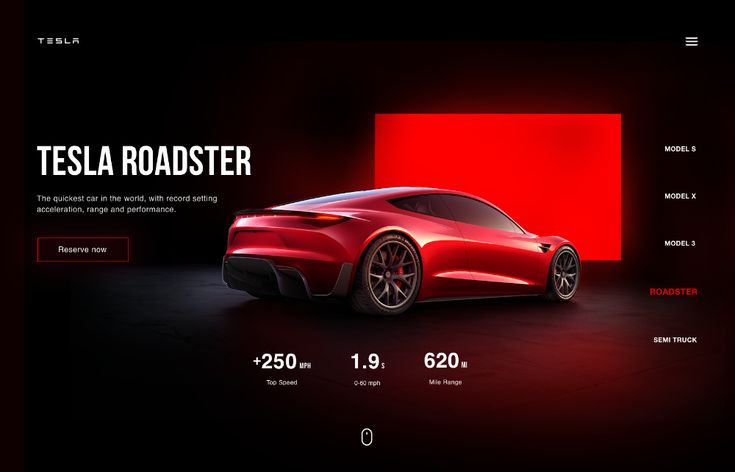 TESLA
TESLA ROADSTER
The quickest car in the world, with record setting
acceleration, range and performance.
Reserve now
MODEL S
MODEL X
MODEL 3
ROADSTER
SEMI TRUCK
+250 MPH
Top Speed
1.9 S
0-60 mph
620 MI
Mile Range